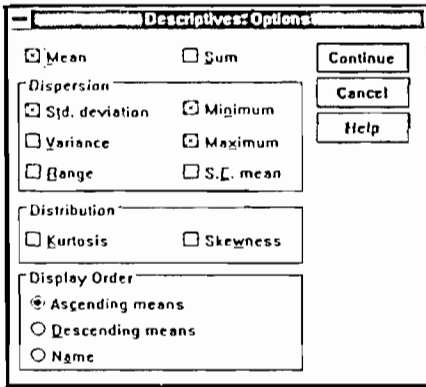 Descriptives: Options
Mean Sum Continue
Dispersion Cancel
Std. deviation Minimum
Variance Maximum Help
Range S.E. mean
Distribution
Kurtosis Skewness
Display Order
Ascending means
Descending means
Name